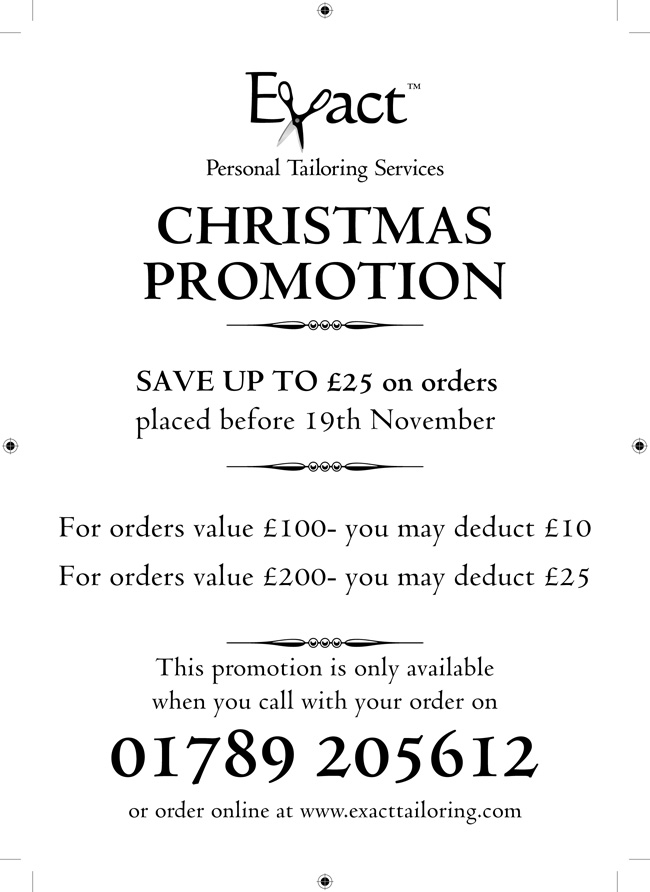 Exact™
Personal Tailoring Services
CHRISTMAS
PROMOTION
SAVE UP TO £25 on orders
placed before 19th November
For orders value £100- you may deduct £10
For orders value £200- you may deduct £25
This promotion is only available
when you call with your order on
01789 205612
or order online at www.exacttailoring.com